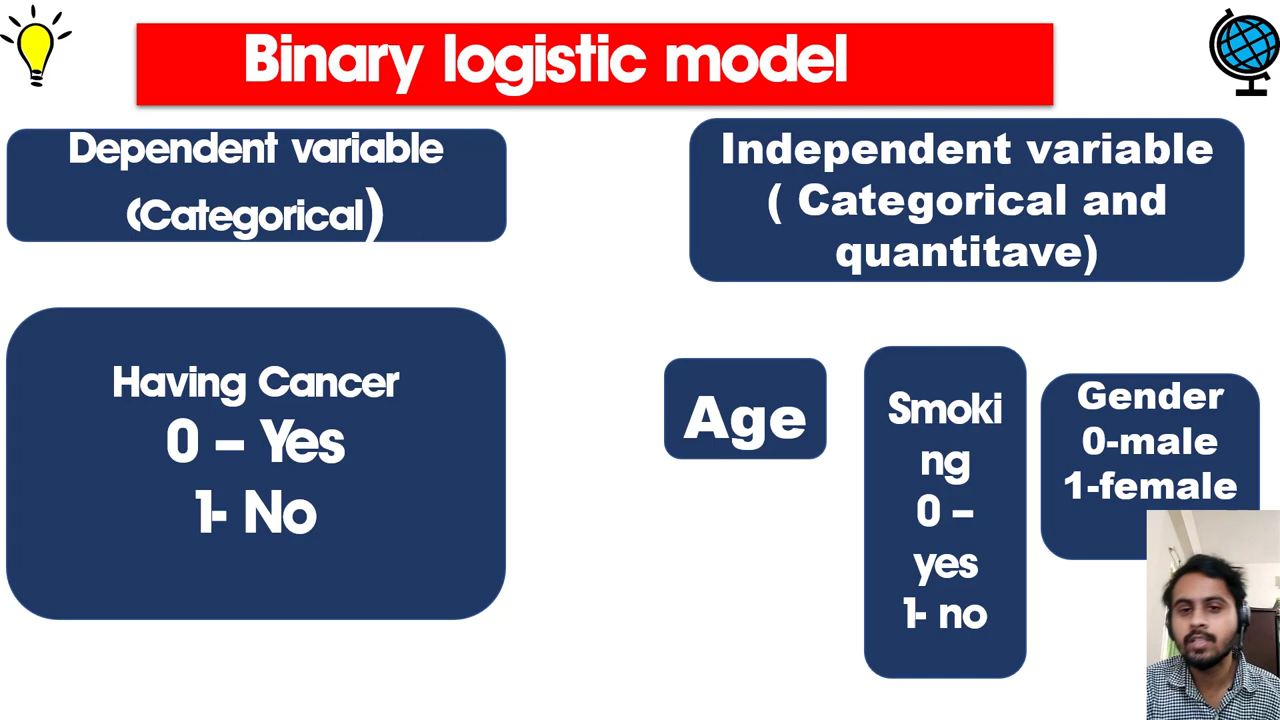 Binary logistic model
Dependent variable
(Categorical)
Independent variable
( Categorical and
quantitave)
Having Cancer
0 – Yes
1- No
Age
Smoki
ng
0 –
yes
1- no
Gender
0-male
1-female